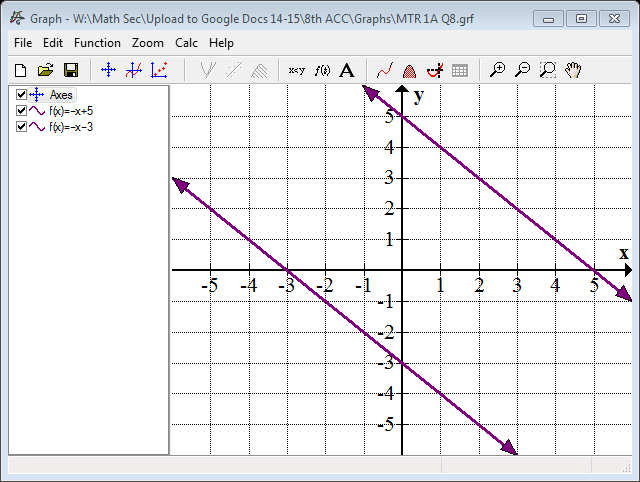 Graph - W:\Math Sec\Upload to Google Docs 14-15\8th ACC\Graphs\MTR 1A Q8.grf
File Edit Function Zoom Calc Help
x<y f(t) A
Axes
f(x)=-x+5
f(x)=-x-3
y
5
4
3
2
1
x
-5 -4 -3 -2 -1 1 2 3 4 5
-1
-2
-3
-4
-5